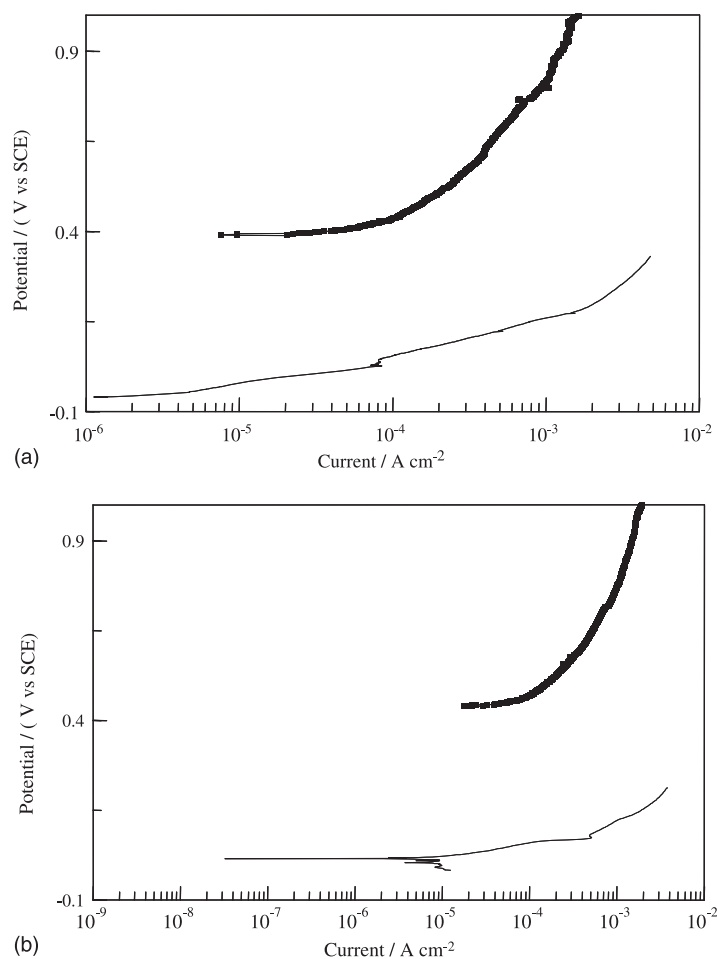 0.9
0.4
-0.1
Potential / ( V vs SCE)
10-6 10-5 10-4 10-3 10-2
Current / A cm-2
(a)
0.9
0.4
-0.1
Potential / ( V vs SCE)
10-9 10-8 10-7 10-6 10-5 10-4 10-3 10-2
Current / A cm-2
(b)